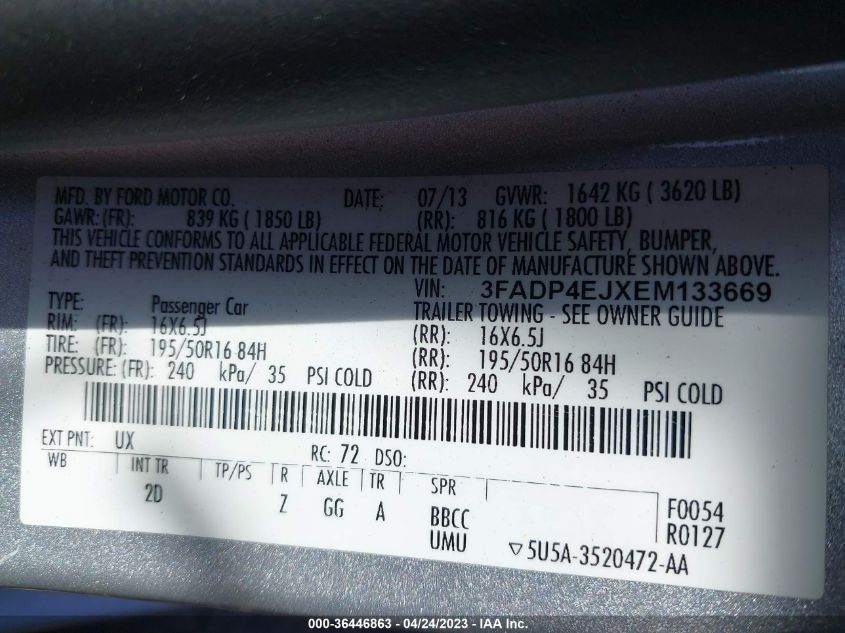 MFD. BY FORD MOTOR CO. DATE: 07/13 GVWR: 1642 KG ( 3620 LB)
GAWR: (FR): 839 KG ( 1850 LB) (RR): 816 KG ( 1800 LB)
THIS VEHICLE CONFORMS TO ALL APPLICABLE FEDERAL MOTOR VEHICLE SAFETY, BUMPER,
AND THEFT PREVENTION STANDARDS IN EFFECT ON THE DATE OF MANUFACTURE SHOWN ABOVE.
VIN: 3FADP4EJXEM133669
TYPE: Passenger Car TRAILER TOWING - SEE OWNER GUIDE
RIM: (FR): 16X6.5J (RR): 16X6.5J
TIRE: (FR): 195/50R16 84H (RR): 195/50R16 84H
PRESSURE: (FR): 240 kPa/ 35 PSI COLD (RR): 240 kPa/ 35 PSI COLD
EXT PNT: UX RC: 72 DSO:
WB INT TR TP/PS R AXLE TR SPR
2D Z GG A BBCC F0054
UMU R0127
▽5U5A-3520472-AA
000-36446863 - 04/24/2023 - IAA Inc.